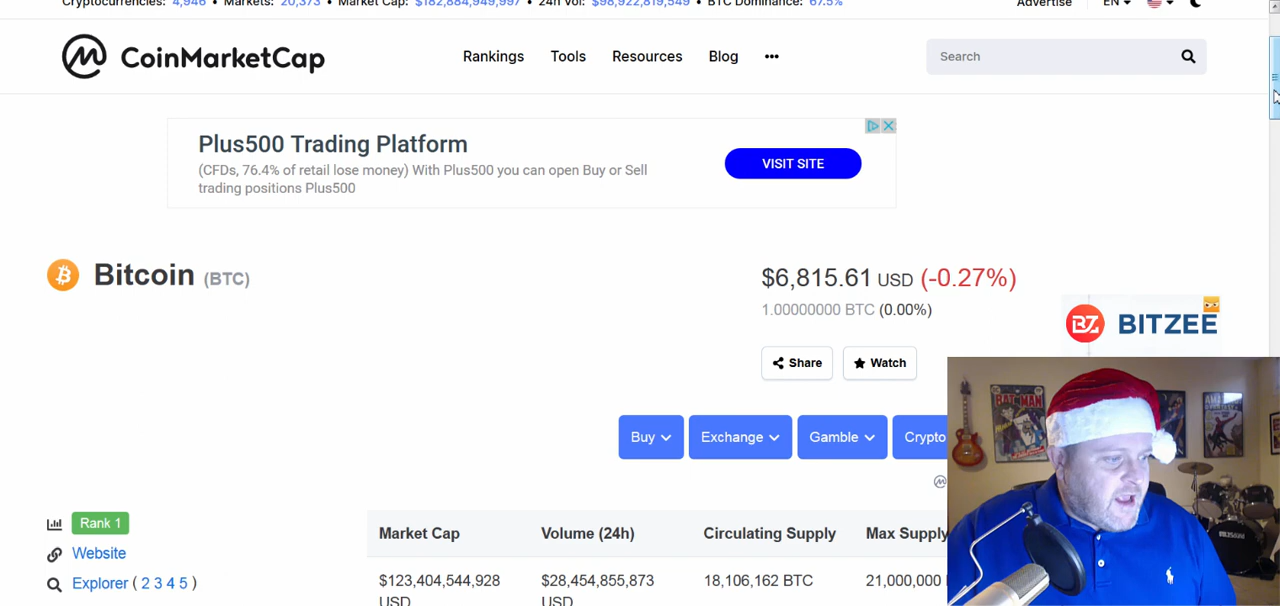 Cryptocurrencies: 4,946 • Markets: 20,373 • Market Cap: $182,884,949,997 • 24h Vol: $98,922,819,549 • BTC Dominance: 67.5%
Advertise EN
CoinMarketCap
Rankings Tools Resources Blog •••
Search
Plus500 Trading Platform
(CFDs, 76.4% of retail lose money) With Plus500 you can open Buy or Sell
trading positions Plus500
VISIT SITE
Bitcoin (BTC)
$6,815.61 USD (-0.27%)
1.00000000 BTC (0.00%)
BZ BITZEE
Share Watch
Buy Exchange Gamble Crypto
Rank 1
Website
Explorer ( 2 3 4 5 )
Market Cap Volume (24h) Circulating Supply Max Supply
$123,404,544,928 $28,454,855,873 18,106,162 BTC 21,000,000
USD USD
BATMAN